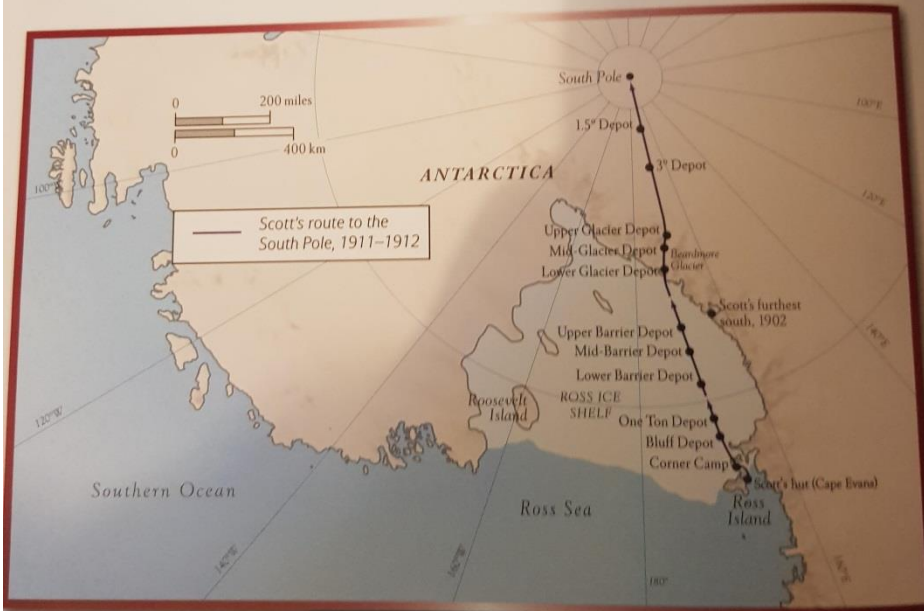 South Pole
0 200 miles
0 400 km
100°E
1.5° Depot
3° Depot
ANTARCTICA
100°W
120°E
Scott's route to the
South Pole, 1911–1912
Upper Glacier Depot
Mid-Glacier Depot
Lower Glacier Depot
Beardmore
Glacier
Scott's furthest
south, 1902
Upper Barrier Depot
140°E
Mid-Barrier Depot
Lower Barrier Depot
Roosevelt
Island
ROSS ICE
SHELF
One Ton Depot
120°W
Bluff Depot
Corner Camp
Scott's hut (Cape Evans)
Southern Ocean
Ross Sea
Ross
Island
140°W
160°W
180°
160°E